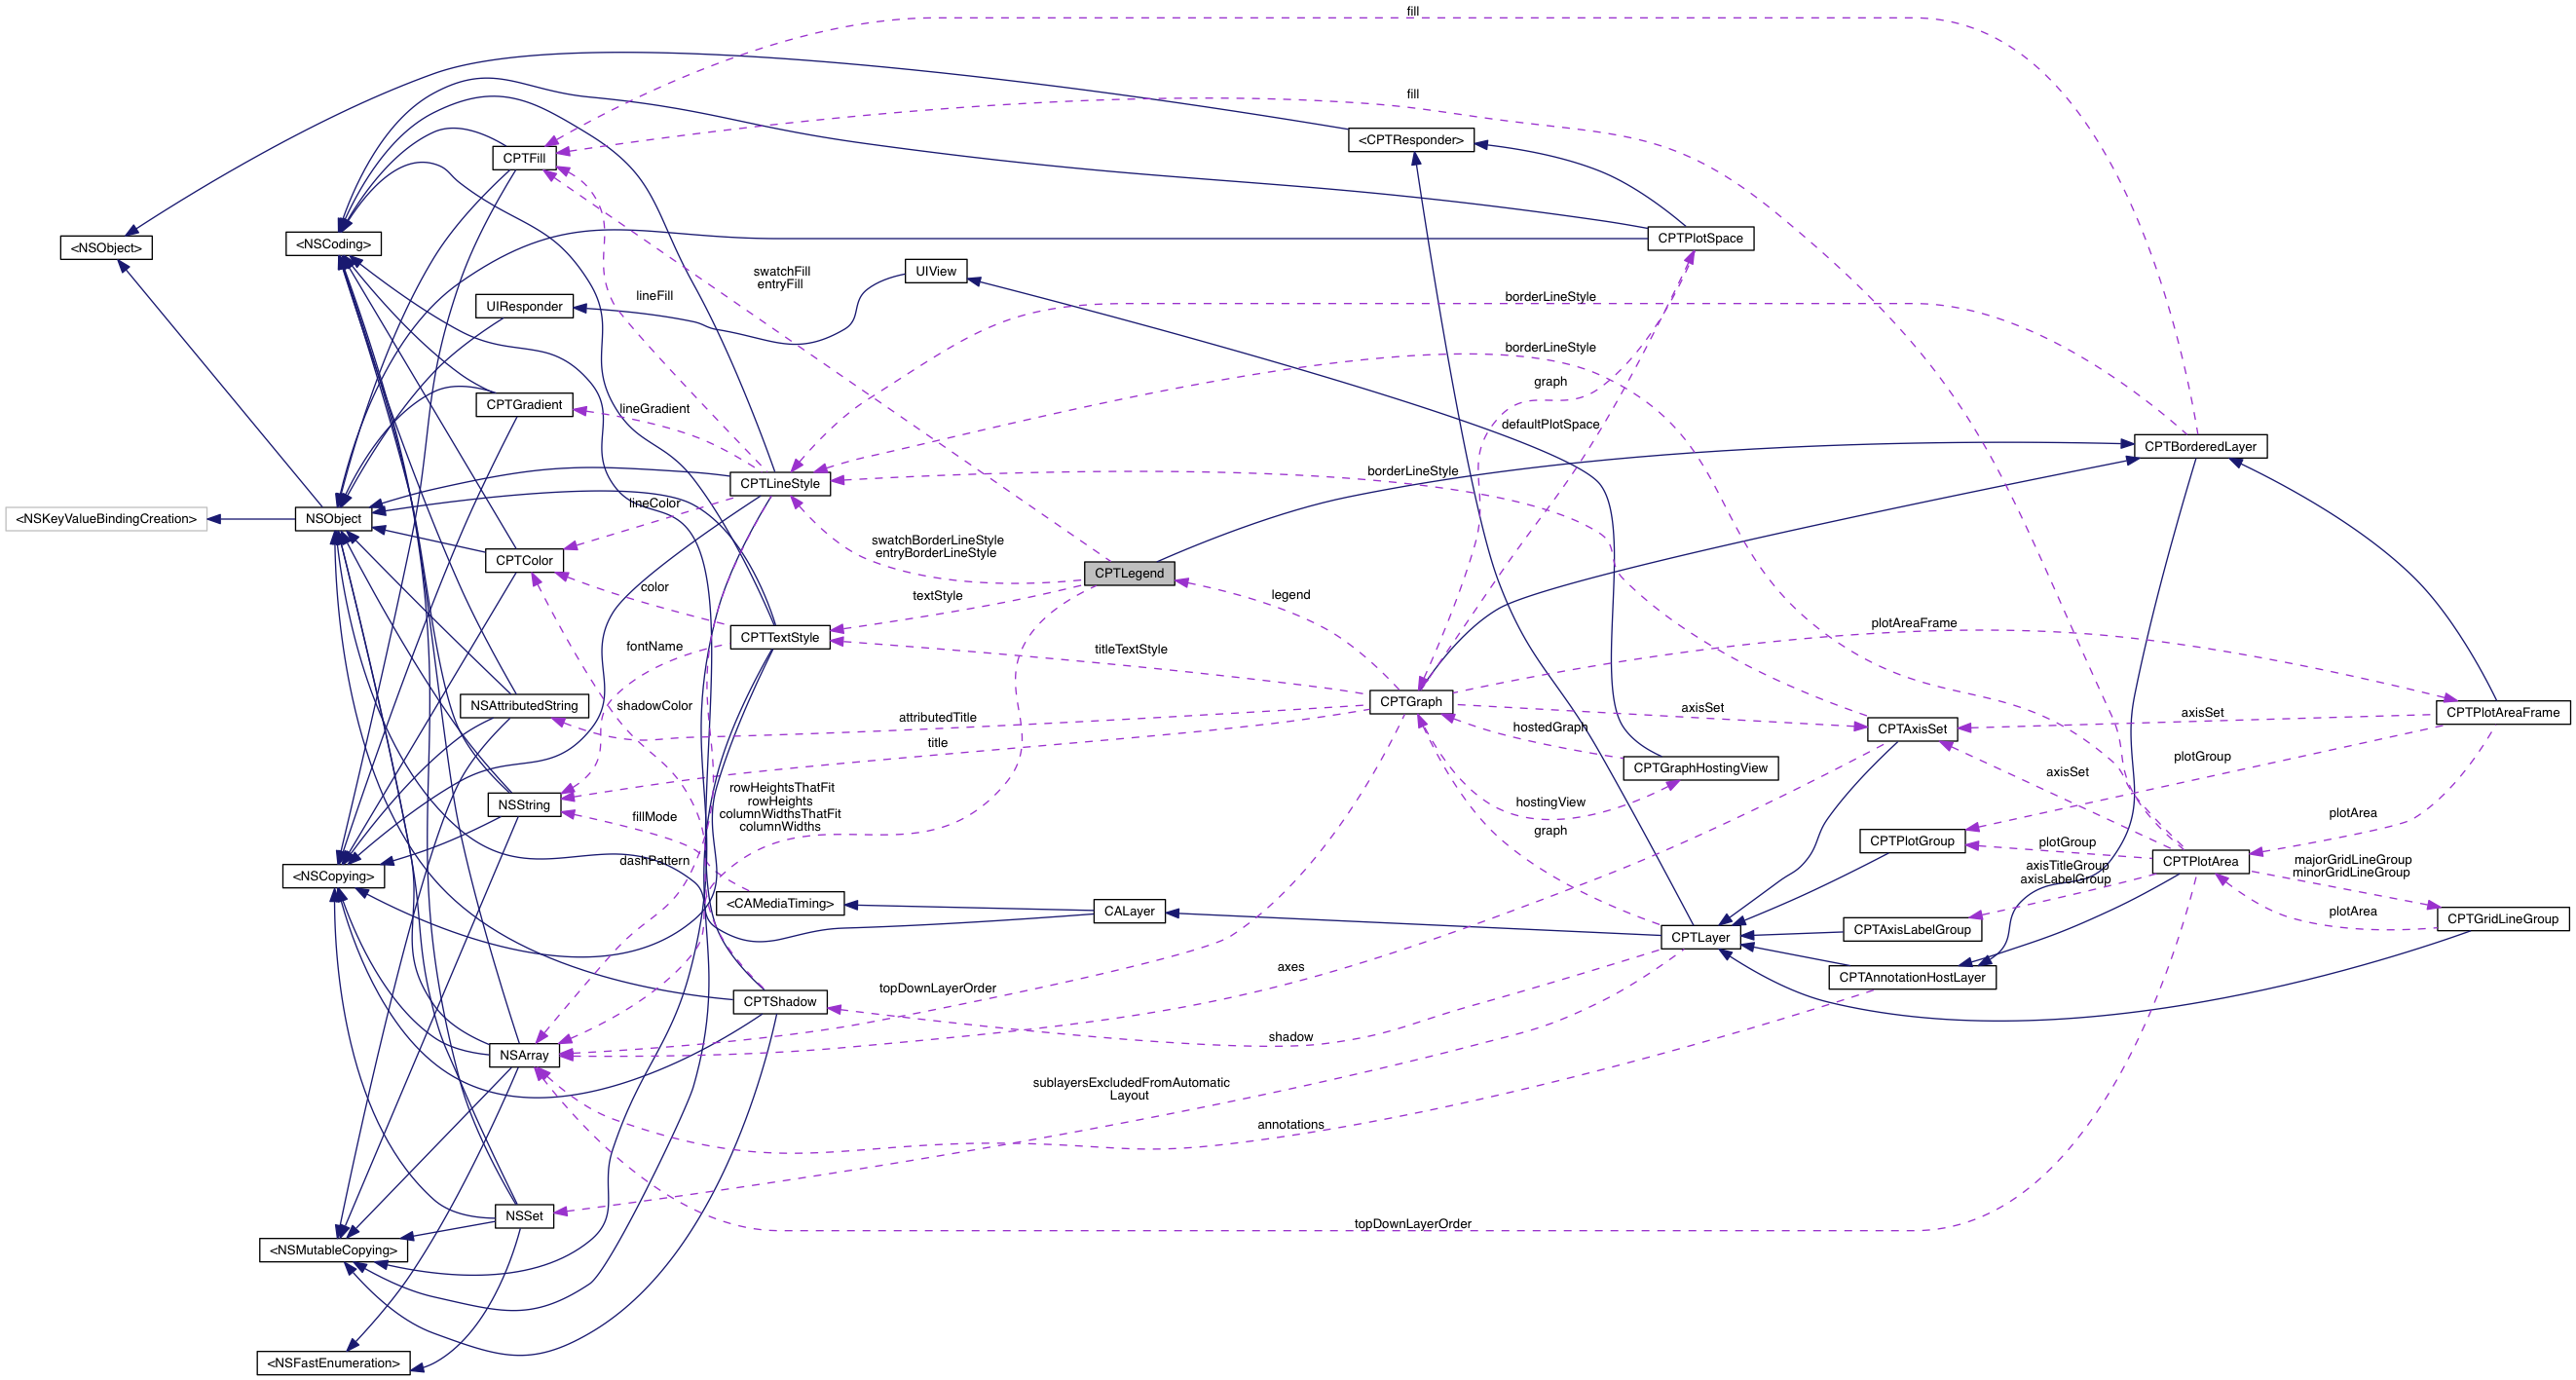 fill
fill
<CPTResponder>
CPTFill
<NSObject>
<NSCoding>
CPTPlotSpace
UIView
swatchFill
entryFill
lineFill
UIResponder
borderLineStyle
borderLineStyle
graph
lineGradient
CPTGradient
defaultPlotSpace
CPTBorderedLayer
borderLineStyle
CPTLineStyle
lineColor
<NSKeyValueBindingCreation>
NSObject
swatchBorderLineStyle
entryBorderLineStyle
CPTColor
CPTLegend
color
textStyle
legend
plotAreaFrame
CPTTextStyle
fontName
titleTextStyle
NSAttributedString
shadowColor
attributedTitle
CPTGraph
axisSet
axisSet
CPTPlotAreaFrame
title
hostedGraph
CPTAxisSet
plotGroup
CPTGraphHostingView
axisSet
rowHeightsThatFit
rowHeights
columnWidthsThatFit
columnWidths
NSString
fillMode
hostingView
graph
plotArea
CPTPlotGroup
plotGroup
dashPattern
CPTPlotArea
majorGridLineGroup
minorGridLineGroup
axisTitleGroup
axisLabelGroup
<NSCopying>
<CAMediaTiming>
CALayer
plotArea
CPTGridLineGroup
CPTLayer
CPTAxisLabelGroup
axes
CPTAnnotationHostLayer
topDownLayerOrder
CPTShadow
shadow
NSArray
sublayersExcludedFromAutomatic
Layout
annotations
NSSet
topDownLayerOrder
<NSMutableCopying>
<NSFastEnumeration>